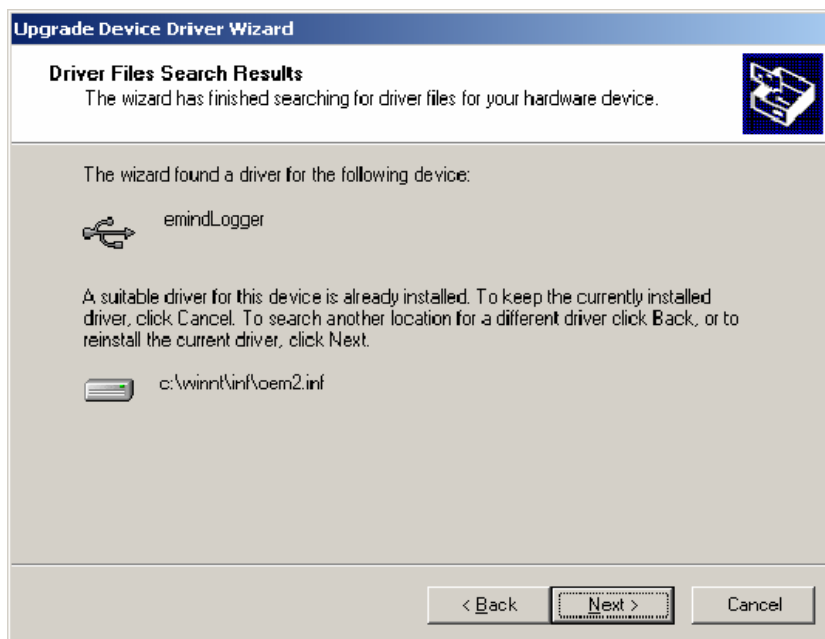 Upgrade Device Driver Wizard
Driver Files Search Results
The wizard has finished searching for driver files for your hardware device.
The wizard found a driver for the following device:
emindLogger
A suitable driver for this device is already installed. To keep the currently installed
driver, click Cancel. To search another location for a different driver click Back, or to
reinstall the current driver, click Next.
c:\winnt\inf\oem2.inf
< Back
Next >
Cancel